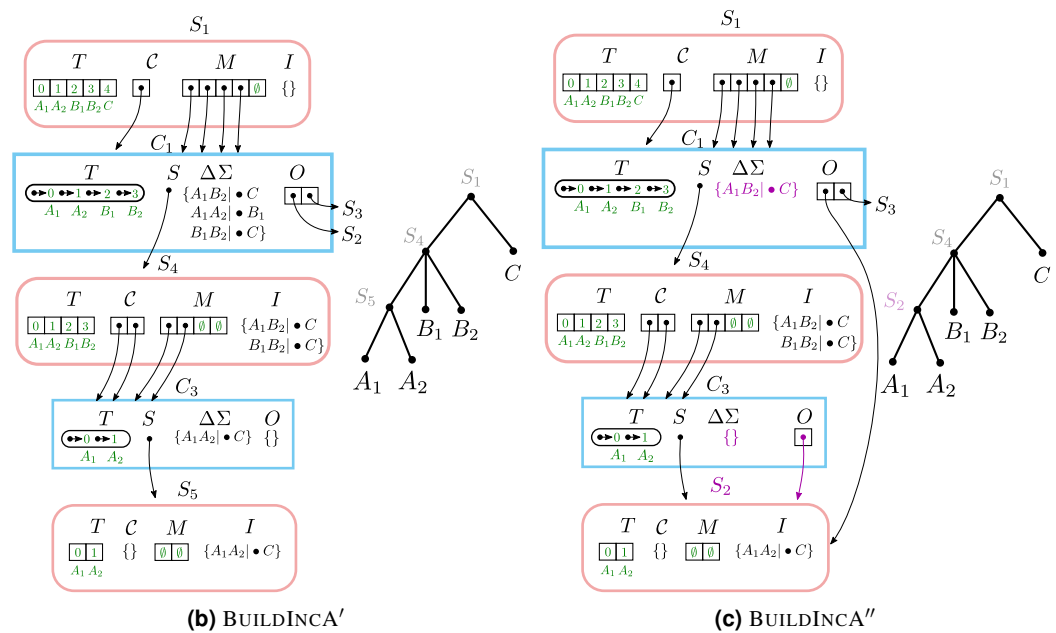 S₁
T C M I
0 1 2 3 4 ∅ {}
A₁ A₂ B₁ B₂ C
C₁
T S ΔΣ O
0 1 2 3 {A₁B₂| • C
A₁ A₂ B₁ B₂ A₁A₂| • B₁
B₁B₂| • C}
S₃
S₂
S₄
T C M I
0 1 2 3 ∅ ∅ {A₁B₂| • C
A₁ A₂ B₁ B₂ B₁B₂| • C}
C₃
T S ΔΣ O
0 1 {A₁A₂| • C} {}
A₁ A₂
S₅
T C M I
0 1 {} ∅ ∅ {A₁A₂| • C}
A₁ A₂
S₁
S₄
C
S₅
B₁ B₂
A₁ A₂
(b) BUILDINCA′
S₁
T C M I
0 1 2 3 4 ∅ {}
A₁ A₂ B₁ B₂ C
C₁
T S ΔΣ O
0 1 2 3 {A₁B₂| • C}
A₁ A₂ B₁ B₂
S₃
S₄
T C M I
0 1 2 3 ∅ ∅ {A₁B₂| • C
A₁ A₂ B₁ B₂ B₁B₂| • C}
C₃
T S ΔΣ O
0 1 {}
A₁ A₂
S₂
T C M I
0 1 {} ∅ ∅ {A₁A₂| • C}
A₁ A₂
S₁
S₄
C
S₂
B₁ B₂
A₁ A₂
(c) BUILDINCA″